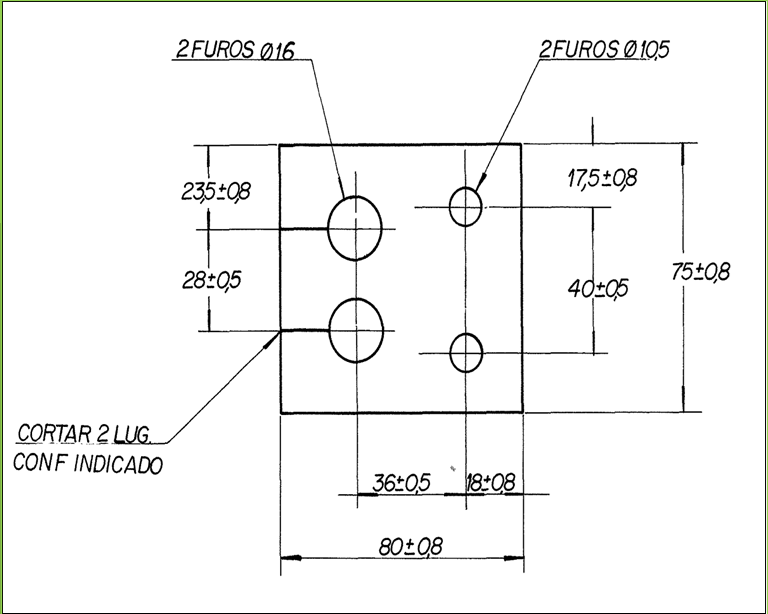 2 FUROS Ø16
2 FUROS Ø10,5
23,5±0,8
17,5±0,8
28±0,5
75±0,8
40±0,5
CORTAR 2 LUG.
CONF INDICADO
36±0,5
18±0,8
80±0,8